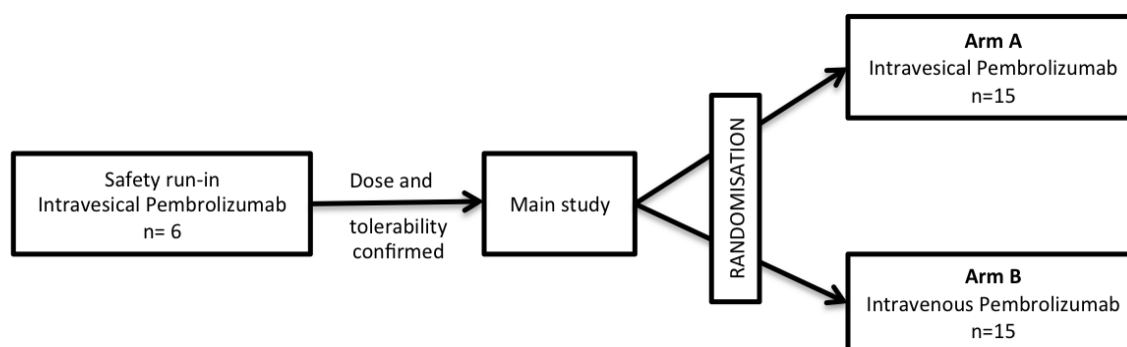 Safety run-in
Intravesical Pembrolizumab
n= 6
Dose and
tolerability
confirmed
Main study
RANDOMISATION
Arm A
Intravesical Pembrolizumab
n=15
Arm B
Intravenous Pembrolizumab
n=15